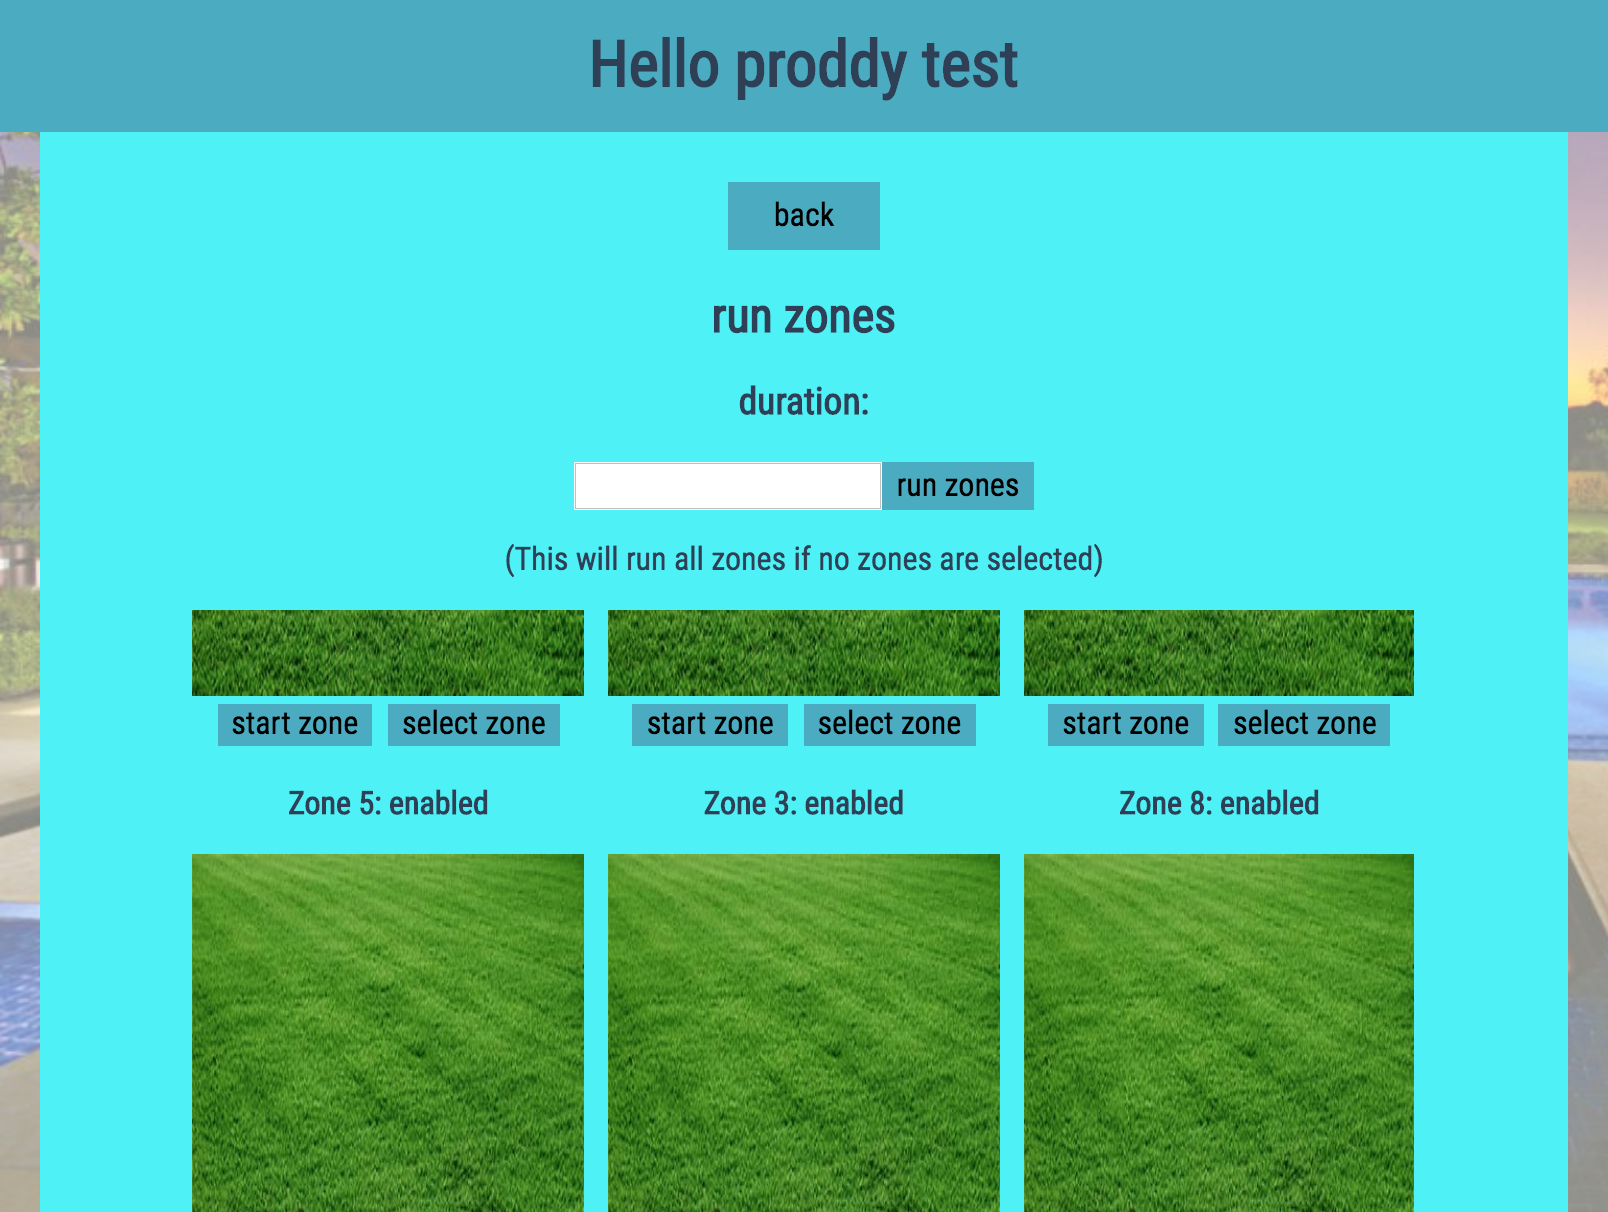 Hello proddy test
back
run zones
duration:
run zones
(This will run all zones if no zones are selected)
start zone select zone start zone select zone start zone select zone
Zone 5: enabled Zone 3: enabled Zone 8: enabled